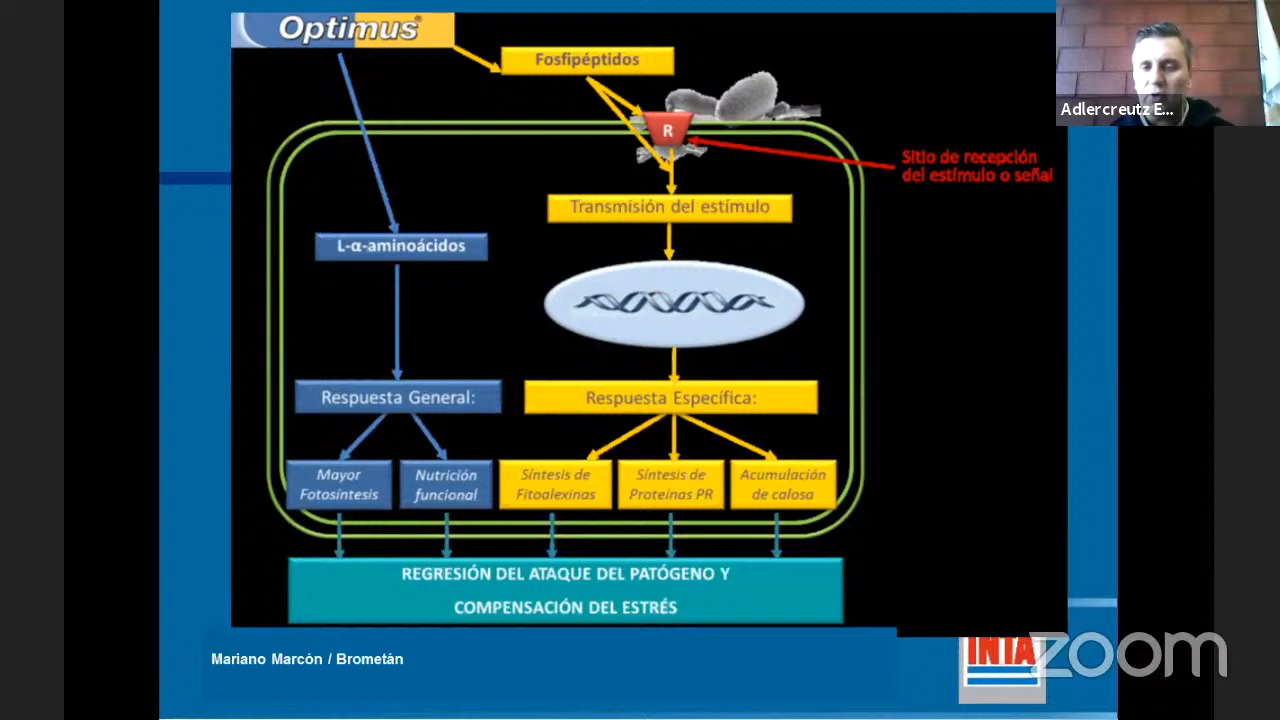 Optimus®
Fosfipéptidos
Adlercreutz E...
R
Sitio de recepción
del estímulo o señal
Transmisión del estímulo
L-α-aminoácidos
Respuesta General:
Respuesta Específica:
Mayor
Fotosíntesis
Nutrición
funcional
Síntesis de
Fitoalexinas
Síntesis de
Proteínas PR
Acumulación
de calosa
REGRESIÓN DEL ATAQUE DEL PATÓGENO Y
COMPENSACIÓN DEL ESTRÉS
Mariano Marcón / Brometán
INTA
zoom